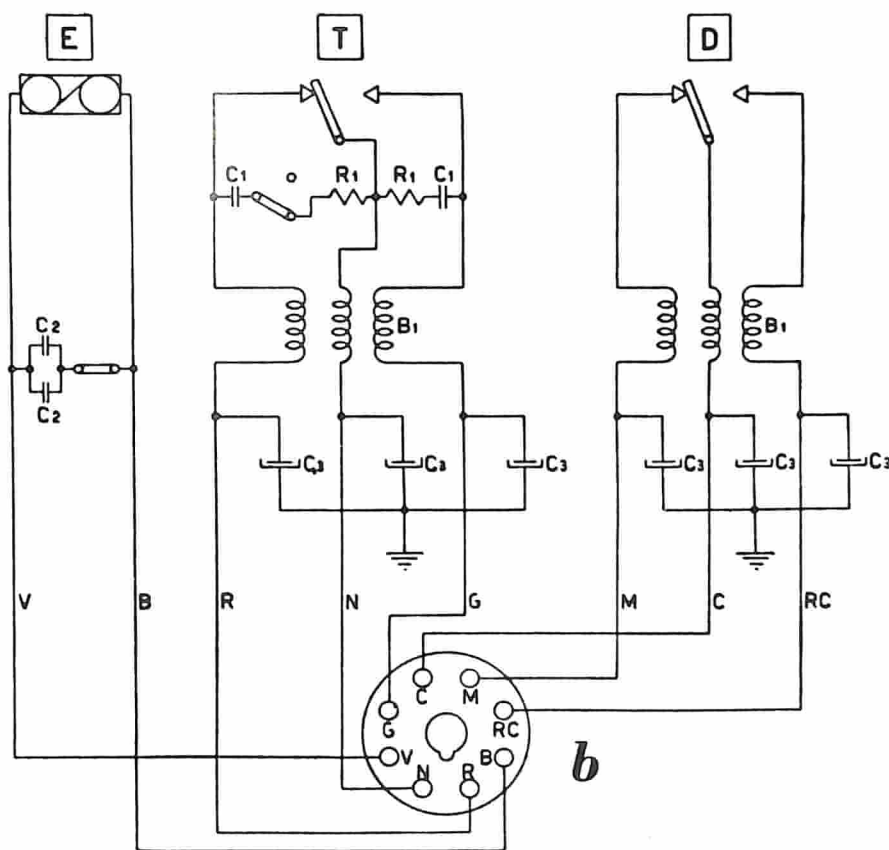 E T D
C1 R1 R1 C1
B1 B1
C2
C2
C3 C3 C3 C3 C3 C3
V B R N G M C RC
C M
G RC
V B
N R
b